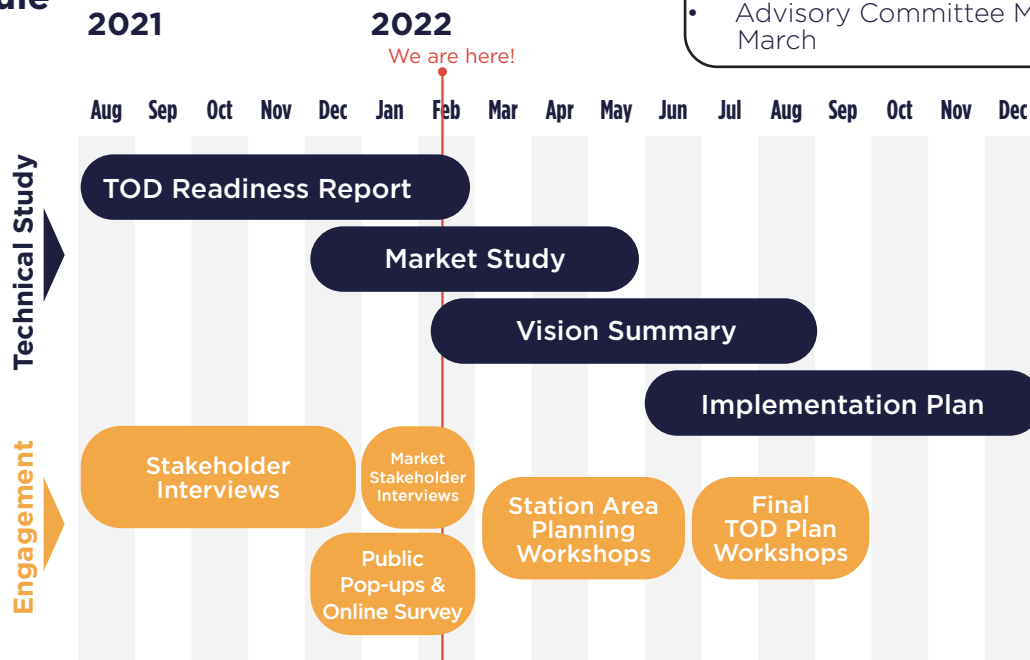 2021
2022
We are here!
• Advisory Committee
March
Aug Sep Oct Nov Dec Jan Feb Mar Apr May Jun Jul Aug Sep Oct Nov Dec
Technical Study
TOD Readiness Report
Market Study
Vision Summary
Implementation Plan
Engagement
Stakeholder
Interviews
Market
Stakeholder
Interviews
Public
Pop-ups &
Online Survey
Station Area
Planning
Workshops
Final
TOD Plan
Workshops